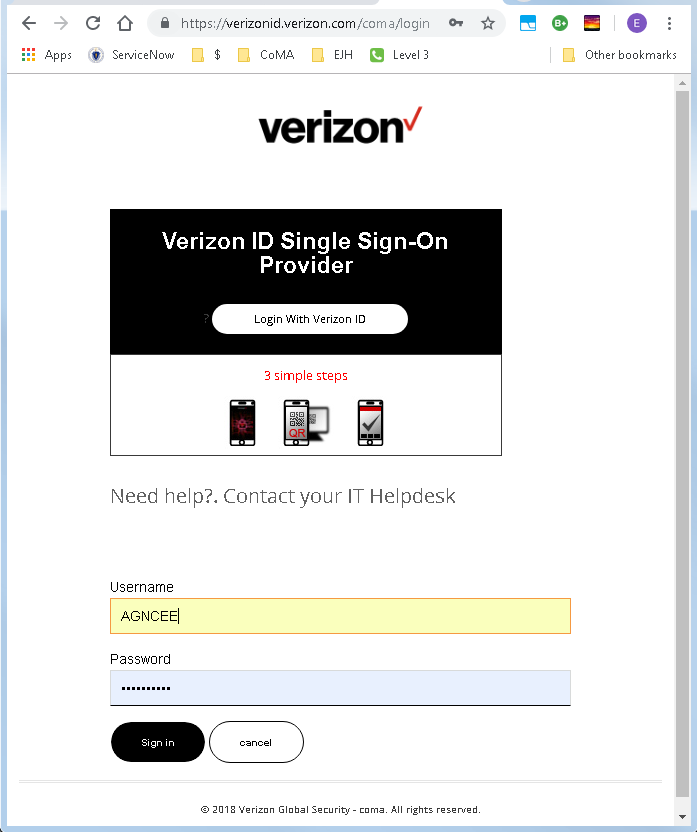 https://verizonid.verizon.com/coma/login
B+
E
Apps
ServiceNow
$
CoMA
EJH
Level 3
Other bookmarks
verizon
Verizon ID Single Sign-On
Provider
?
Login With Verizon ID
3 simple steps
QR
Need help?. Contact your IT Helpdesk
Username
AGNCEE
Password
••••••••••
Sign in
cancel
© 2018 Verizon Global Security - coma. All rights reserved.